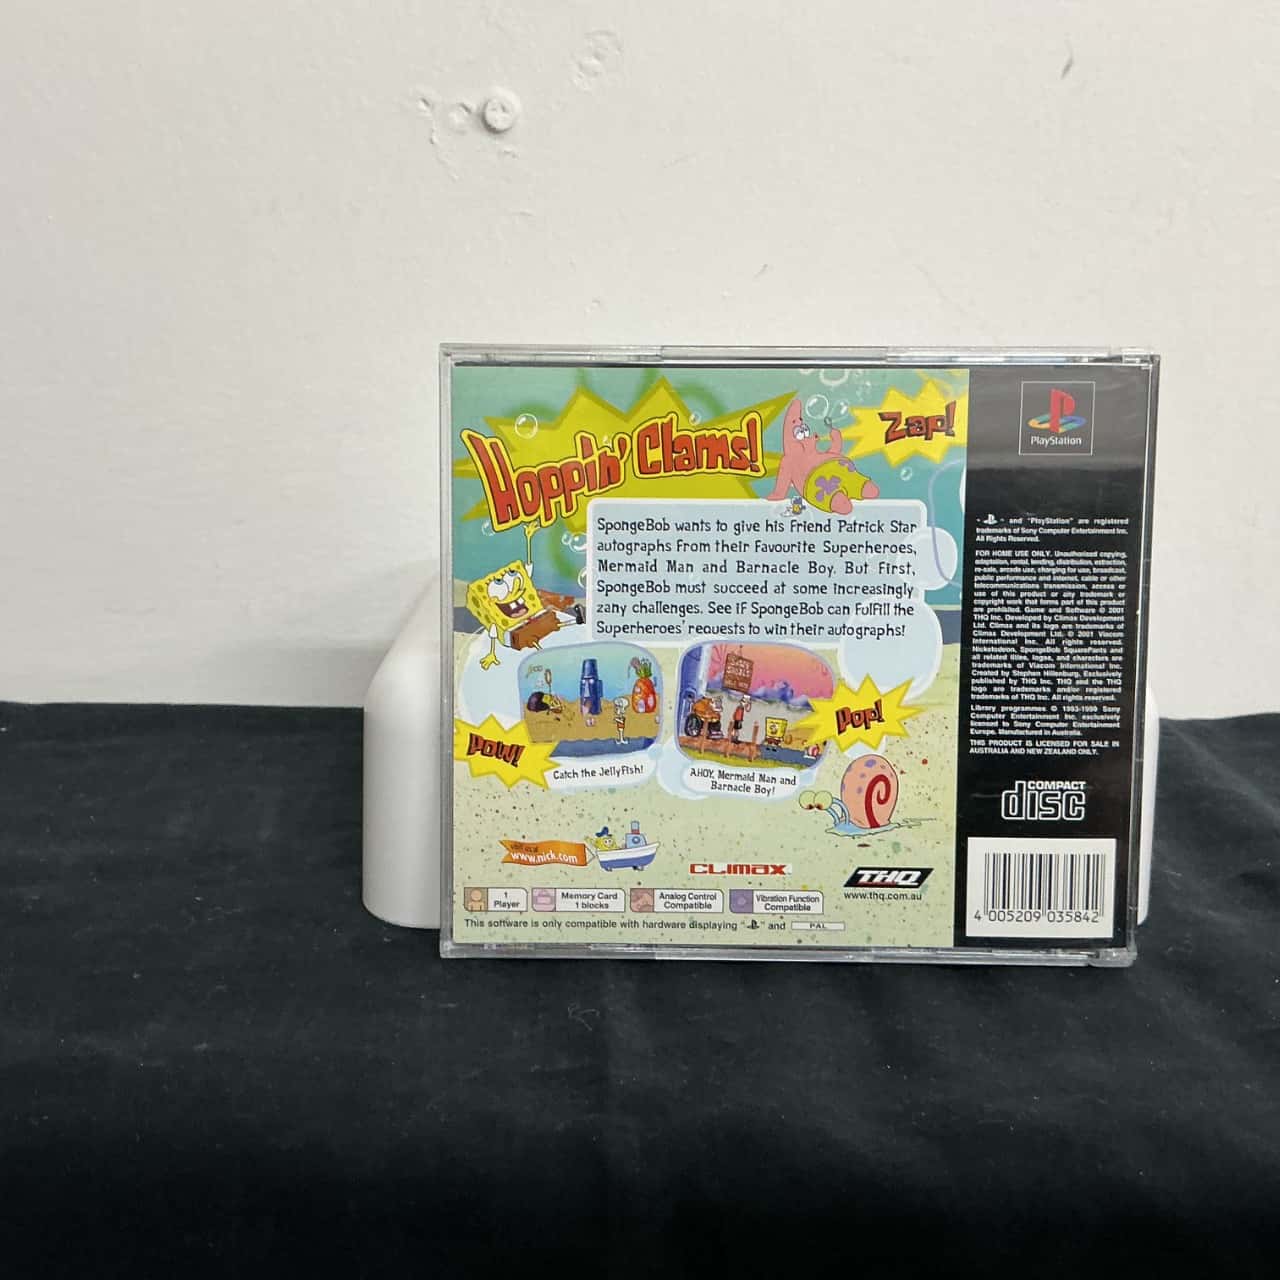 Hoppin' Clams!
Zap!
SpongeBob wants to give his Friend Patrick Star
autographs From their Favourite Superheroes,
Mermaid Man and Barnacle Boy. But First,
SpongeBob must succeed at some increasingly
zany challenges. See iF SpongeBob can FulFill the
Superheroes' requests to win their autographs!
POW!
Pop!
Catch the JellyFish!
AHOY, Mermaid Man and
Barnacle Boy!
www.nick.com
CLIMAX
THQ
www.thq.com.au
1
Player
Memory Card
1 blocks
Analog Control
Compatible
Vibration Function
Compatible
This software is only compatible with hardware displaying " " and PAL
PlayStation
" " and "PlayStation" are registered
trademarks of Sony Computer Entertainment Inc.
All Rights Reserved.
FOR HOME USE ONLY. Unauthorised copying,
adaptation, rental, lending, distribution, extraction,
re-sale, arcade use, charging for use, broadcast,
public performance and internet, cable or other
telecommunications transmission, access or
use of this product or any trademark or
copyright work that forms part of this product
are prohibited. Game and Software © 2001
THQ Inc. Developed by Climax Development
Ltd. Climax and its logo are trademarks of
Climax Development Ltd. © 2001 Viacom
International Inc. All rights reserved.
Nickelodeon, SpongeBob SquarePants and
all related titles, logos, and characters are
trademarks of Viacom International Inc.
Created by Stephen Hillenburg. Exclusively
published by THQ Inc. THQ and the THQ
logo are trademarks and/or registered
trademarks of THQ Inc. All rights reserved.
Library programmes © 1993-1999 Sony
Computer Entertainment Inc. exclusively
licensed to Sony Computer Entertainment
Europe. Manufactured in Australia.
THIS PRODUCT IS LICENSED FOR SALE IN
AUSTRALIA AND NEW ZEALAND ONLY.
COMPACT
disc
4 005209 035842